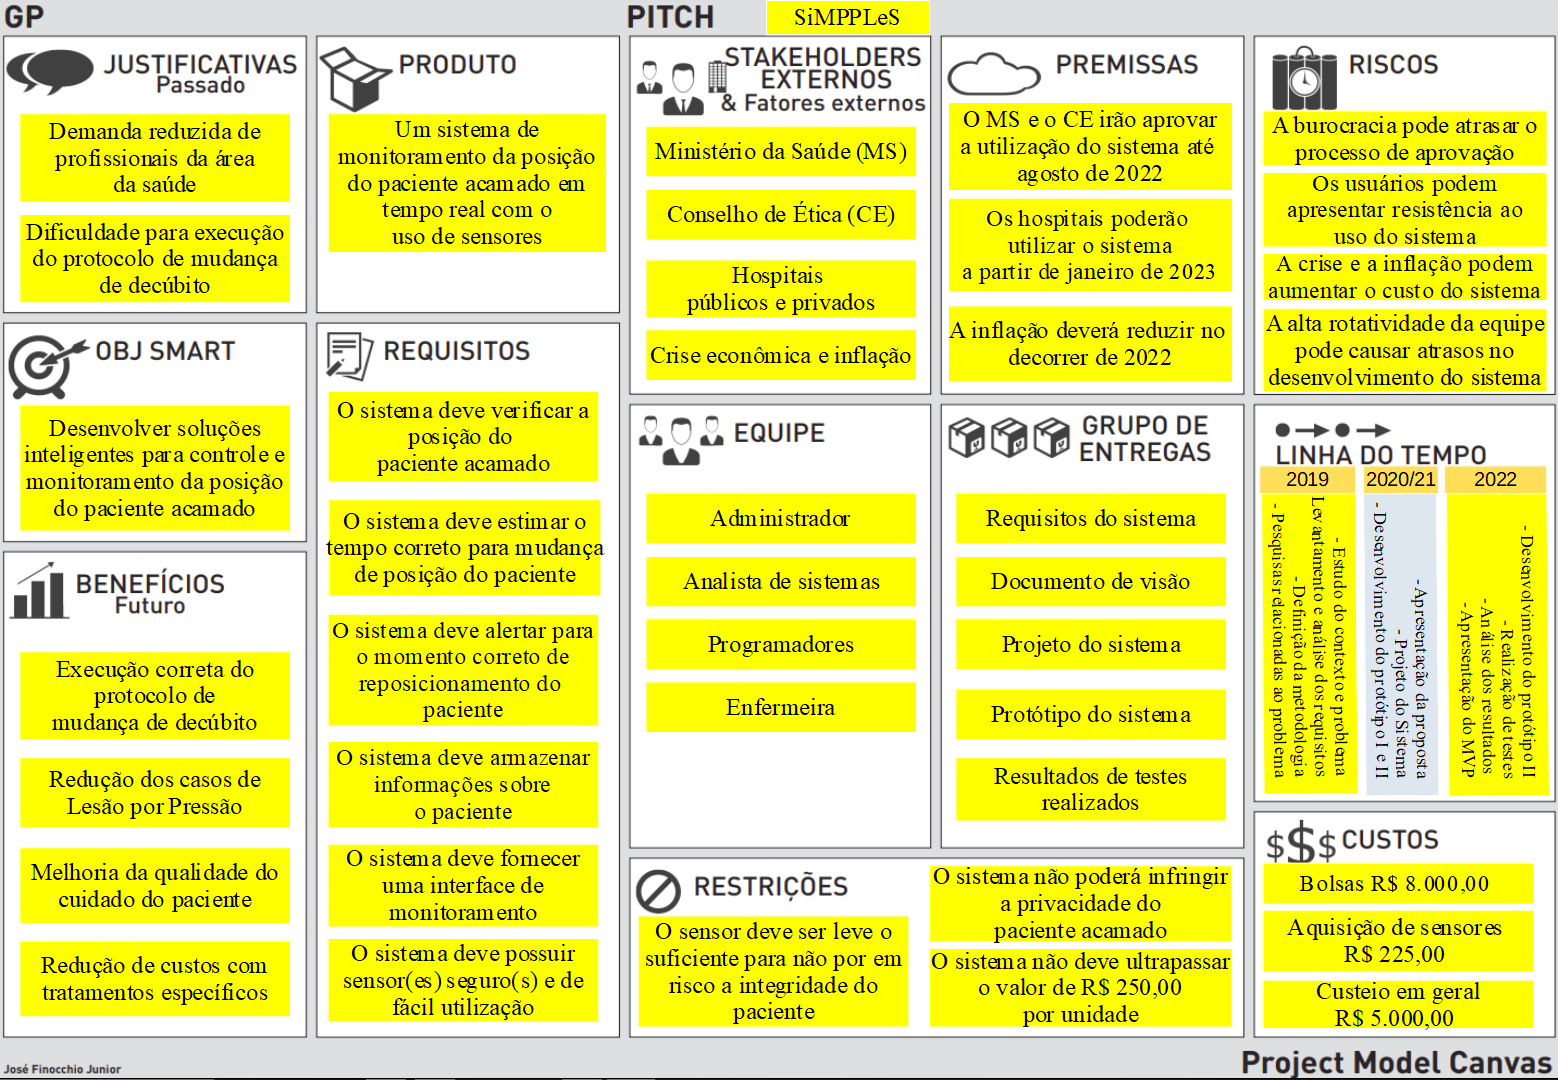 GP
PITCH
SiMPPLeS
JUSTIFICATIVAS
Passado
Demanda reduzida de
profissionais da área
da saúde
Dificuldade para execução
do protocolo de mudança
de decúbito
OBJ SMART
Desenvolver soluções
inteligentes para controle e
monitoramento da posição
do paciente acamado
BENEFÍCIOS
Futuro
Execução correta do
protocolo de
mudança de decúbito
Redução dos casos de
Lesão por Pressão
Melhoria da qualidade do
cuidado do paciente
Redução de custos com
tratamentos específicos
PRODUTO
Um sistema de
monitoramento da posição
do paciente acamado em
tempo real com o
uso de sensores
REQUISITOS
O sistema deve verificar a
posição do
paciente acamado
O sistema deve estimar o
tempo correto para mudança
de posição do paciente
O sistema deve alertar para
o momento correto de
reposicionamento do
paciente
O sistema deve armazenar
informações sobre
o paciente
O sistema deve fornecer
uma interface de
monitoramento
O sistema deve possuir
sensor(es) seguro(s) e de
fácil utilização
STAKEHOLDERS
EXTERNOS
& Fatores externos
Ministério da Saúde (MS)
Conselho de Ética (CE)
Hospitais
públicos e privados
Crise econômica e inflação
EQUIPE
Administrador
Analista de sistemas
Programadores
Enfermeira
PREMISSAS
O MS e o CE irão aprovar
a utilização do sistema até
agosto de 2022
Os hospitais poderão
utilizar o sistema
a partir de janeiro de 2023
A inflação deverá reduzir no
decorrer de 2022
GRUPO DE
ENTREGAS
Requisitos do sistema
Documento de visão
Projeto do sistema
Protótipo do sistema
Resultados de testes
realizados
RESTRIÇÕES
O sensor deve ser leve o
suficiente para não por em
risco a integridade do
paciente
O sistema não poderá infringir
a privacidade do
paciente acamado
O sistema não deve ultrapassar
o valor de R$ 250,00
por unidade
RISCOS
A burocracia pode atrasar o
processo de aprovação
Os usuários podem
apresentar resistência ao
uso do sistema
A crise e a inflação podem
aumentar o custo do sistema
A alta rotatividade da equipe
pode causar atrasos no
desenvolvimento do sistema
LINHA DO TEMPO
2019
- Estudo do contexto e problema
Levantamento e análise dos requisitos
- Definição da metodologia
- Pesquisas relacionadas ao problema
2020/21
- Apresentação da proposta
- Projeto do Sistema
- Desenvolvimento do protótipo I e II
2022
- Desenvolvimento do protótipo II
- Realização de testes
- Análise dos resultados
- Apresentação do MVP
$$$ CUSTOS
Bolsas R$ 8.000,00
Aquisição de sensores
R$ 225,00
Custeio em geral
R$ 5.000,00
José Finocchio Junior
Project Model Canvas